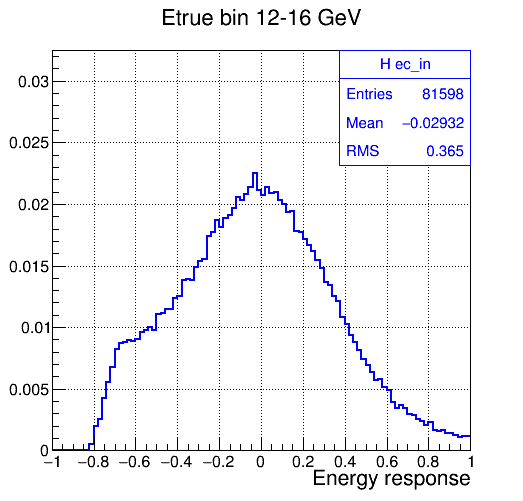 Etrue bin 12-16 GeV
H ec_in
Entries 81598
Mean −0.02932
RMS 0.365
0.03
0.025
0.02
0.015
0.01
0.005
0
−1 −0.8 −0.6 −0.4 −0.2 0 0.2 0.4 0.6 0.8 1
Energy response